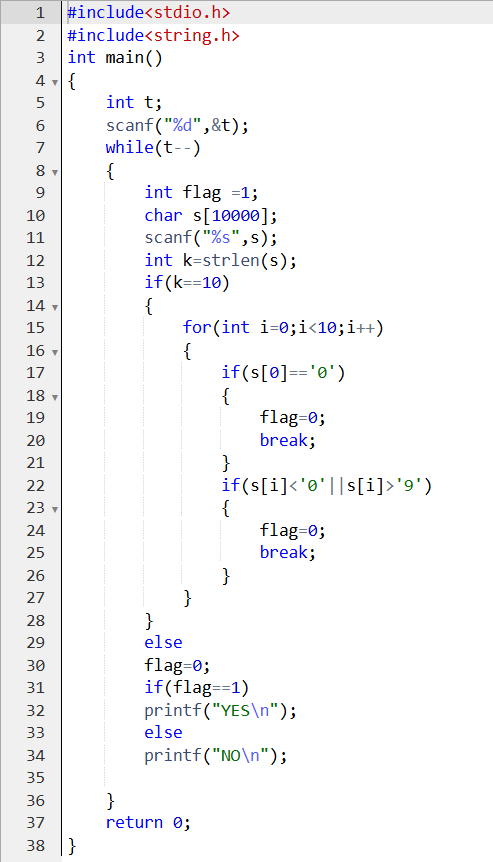 1 #include<stdio.h>
2 #include<string.h>
3 int main()
4 {
5     int t;
6     scanf("%d",&t);
7     while(t--)
8     {
9         int flag =1;
10         char s[10000];
11         scanf("%s",s);
12         int k=strlen(s);
13         if(k==10)
14         {
15             for(int i=0;i<10;i++)
16             {
17                 if(s[0]=='0')
18                 {
19                     flag=0;
20                     break;
21                 }
22                 if(s[i]<'0'||s[i]>'9')
23                 {
24                     flag=0;
25                     break;
26                 }
27             }
28         }
29         else
30         flag=0;
31         if(flag==1)
32         printf("YES\n");
33         else
34         printf("NO\n");
35
36     }
37     return 0;
38 }